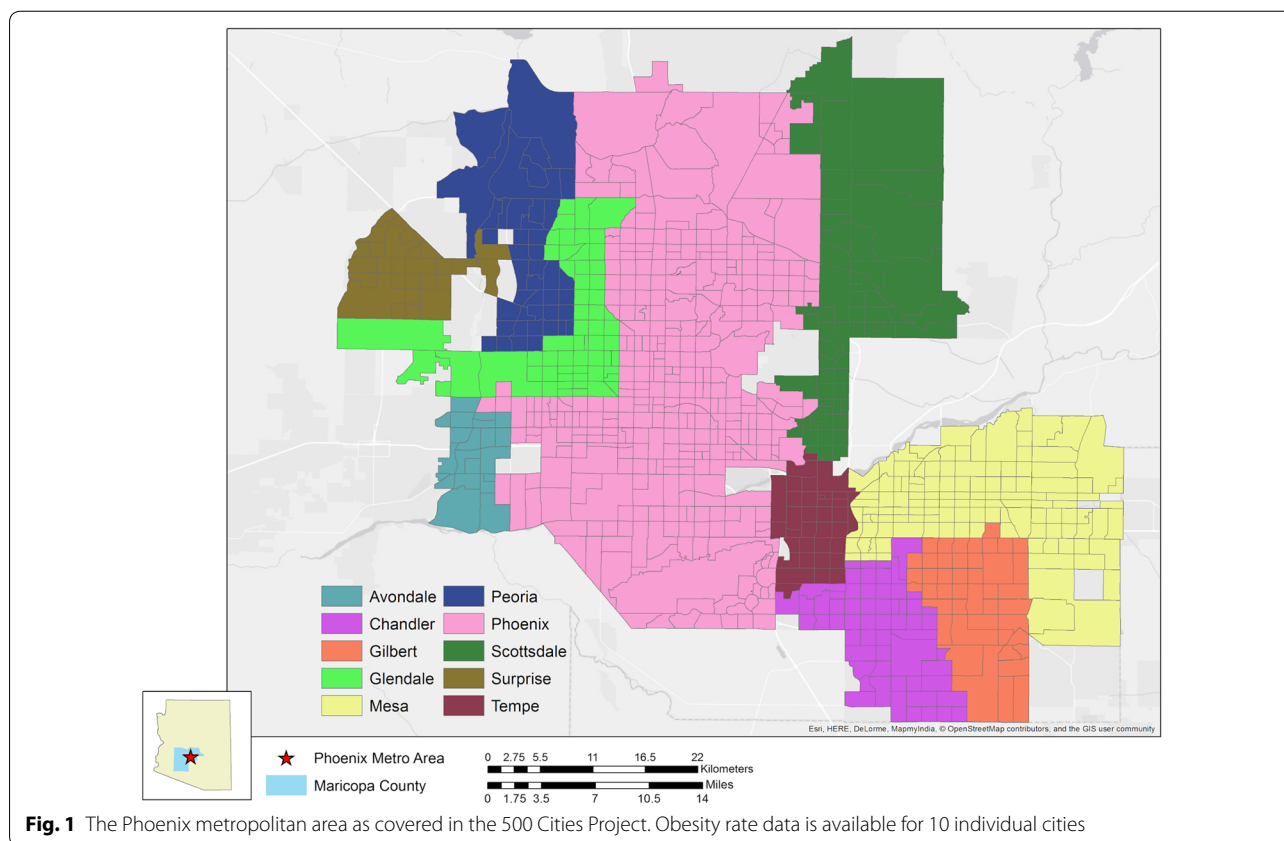 Avondale
Chandler
Gilbert
Glendale
Mesa
Peoria
Phoenix
Scottsdale
Surprise
Tempe
Esri, HERE, DeLorme, MapmyIndia, © OpenStreetMap contributors, and the GIS user community
Phoenix Metro Area
Maricopa County
0 2.75 5.5 11 16.5 22
Kilometers
Miles
0 1.75 3.5 7 10.5 14
Fig. 1 The Phoenix metropolitan area as covered in the 500 Cities Project. Obesity rate data is available for 10 individual cities